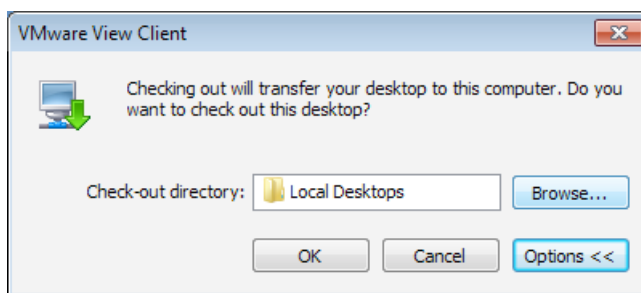 VMware View Client
Checking out will transfer your desktop to this computer. Do you
want to check out this desktop?
Check-out directory: Local Desktops Browse...
OK Cancel Options <<